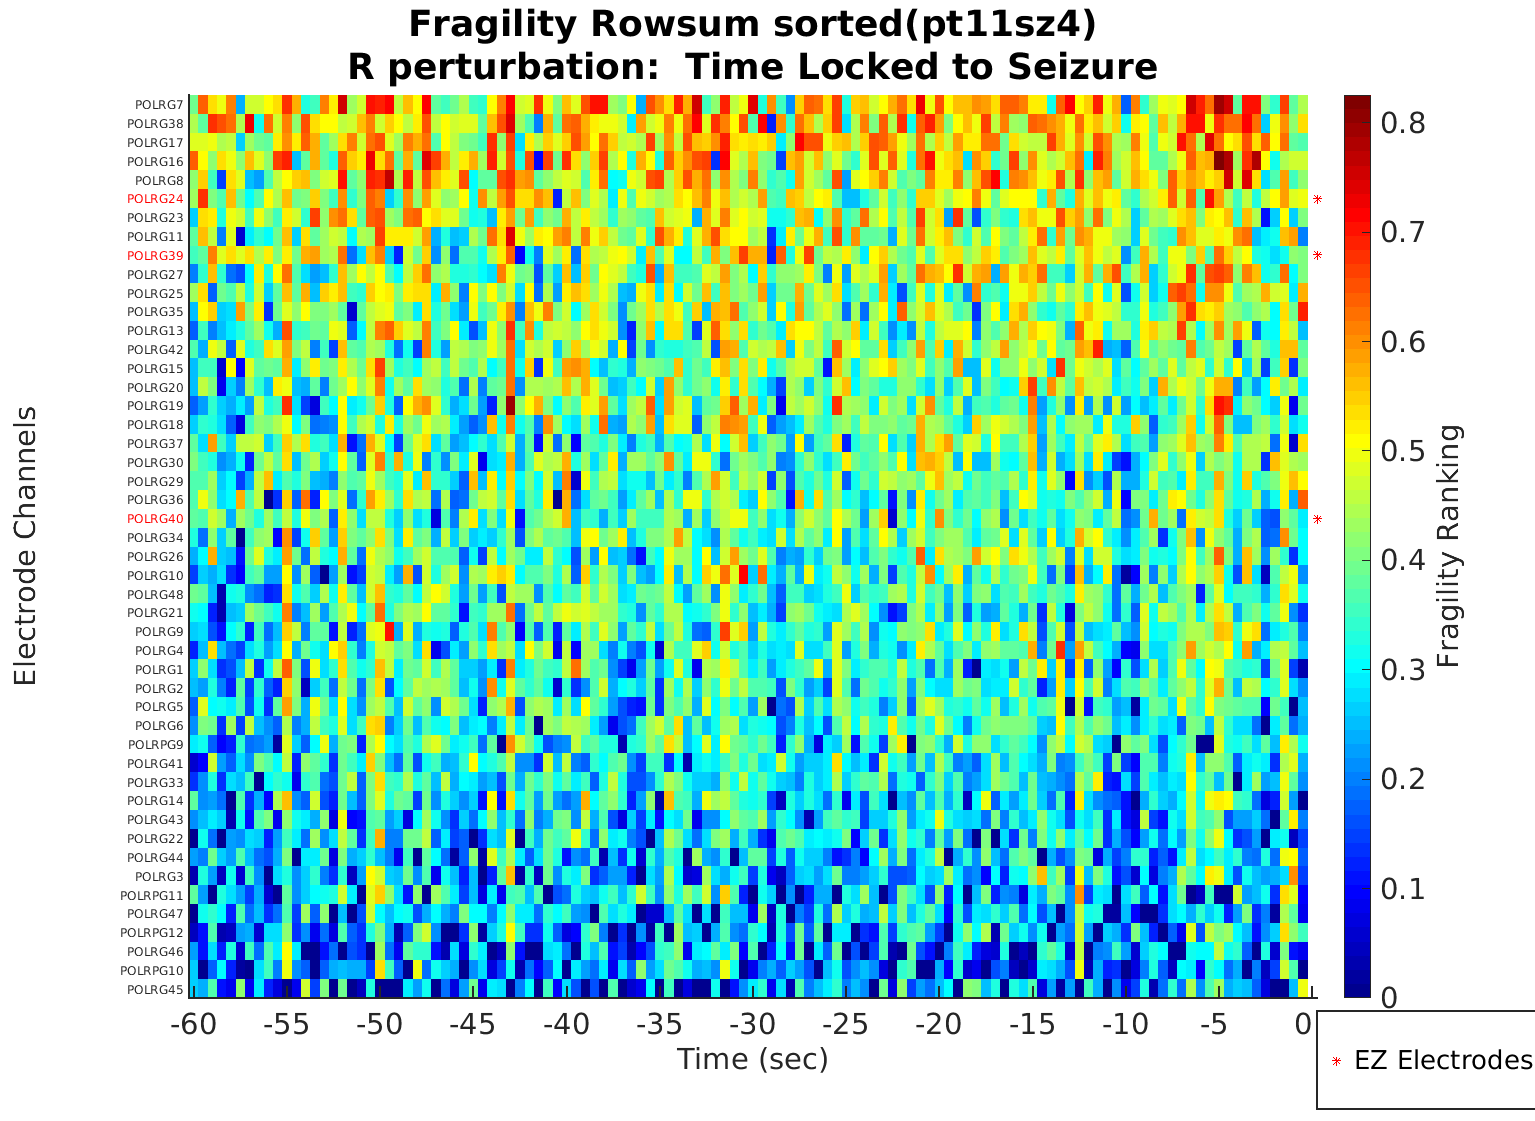 Fragility Rowsum sorted(pt11sz4)
R perturbation:  Time Locked to Seizure
Electrode Channels
POLRG7
POLRG38
POLRG17
POLRG16
POLRG8
POLRG24
POLRG23
POLRG11
POLRG39
POLRG27
POLRG25
POLRG35
POLRG13
POLRG42
POLRG15
POLRG20
POLRG19
POLRG18
POLRG37
POLRG30
POLRG29
POLRG36
POLRG40
POLRG34
POLRG26
POLRG10
POLRG48
POLRG21
POLRG9
POLRG4
POLRG1
POLRG2
POLRG5
POLRG6
POLRPG9
POLRG41
POLRG33
POLRG14
POLRG43
POLRG22
POLRG44
POLRG3
POLRPG11
POLRG47
POLRPG12
POLRG46
POLRPG10
POLRG45
-60 -55 -50 -45 -40 -35 -30 -25 -20 -15 -10 -5 0
Time (sec)
0.8
0.7
0.6
0.5
0.4
0.3
0.2
0.1
0
Fragility Ranking
EZ Electrodes